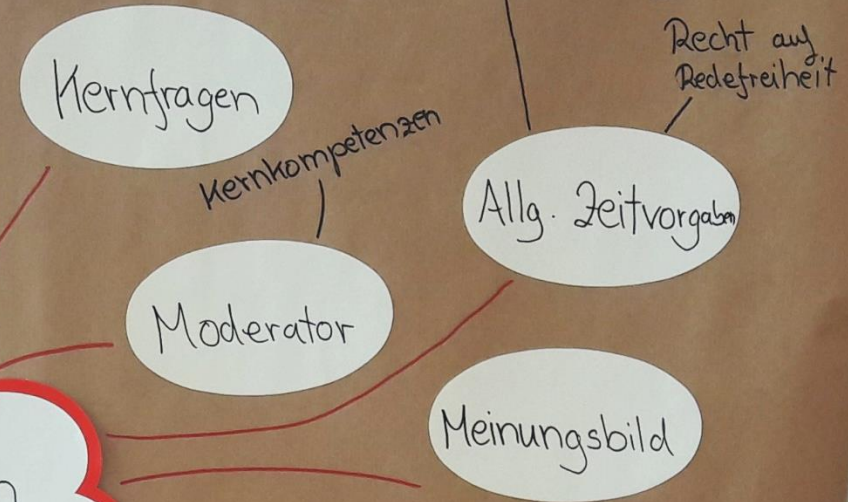 Kernfragen
Recht auf
Redefreiheit
Kernkompetenzen
Allg. Zeitvorgaben
Moderator
Meinungsbild